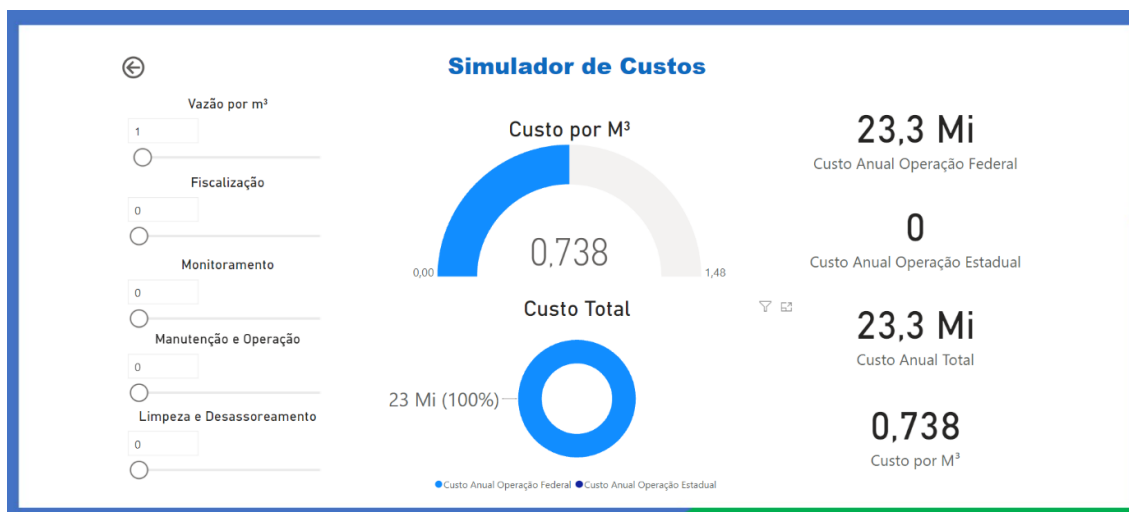 Simulador de Custos
Vazão por m³
1
Fiscalização
0
Monitoramento
0
Manutenção e Operação
0
Limpeza e Desassoreamento
0
Custo por M³
0,738
0,00
1,48
Custo Total
23 Mi (100%)
Custo Anual Operação Federal
Custo Anual Operação Estadual
23,3 Mi
Custo Anual Operação Federal
0
Custo Anual Operação Estadual
23,3 Mi
Custo Anual Total
0,738
Custo por M³